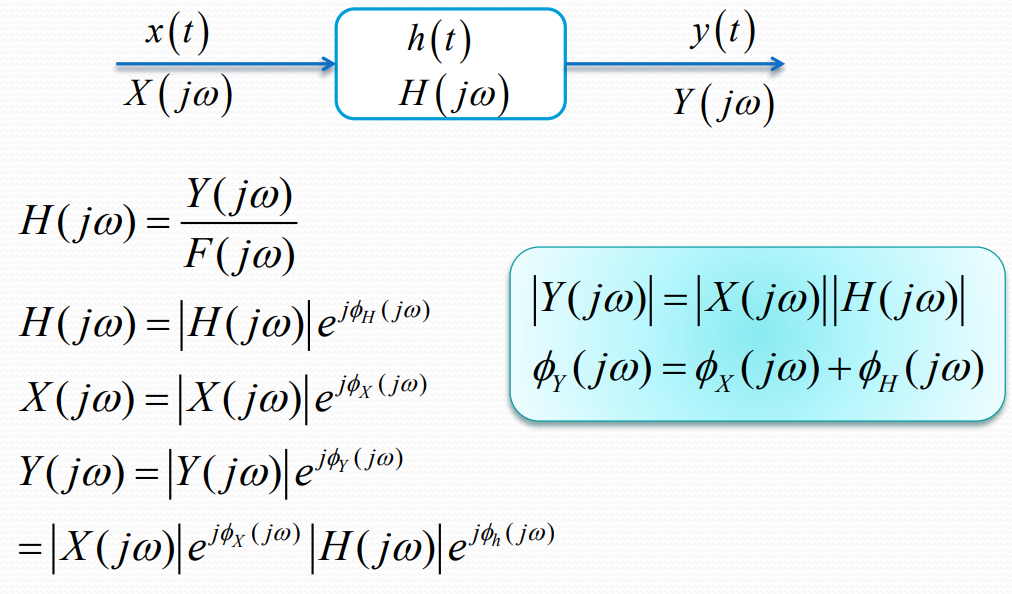 x(t) h(t) y(t)
X(jω) H(jω) Y(jω)
H(jω) = Y(jω) / F(jω)
H(jω) = |H(jω)| e^{jϕ_H(jω)}
X(jω) = |X(jω)| e^{jϕ_X(jω)}
Y(jω) = |Y(jω)| e^{jϕ_Y(jω)}
= |X(jω)| e^{jϕ_X(jω)} |H(jω)| e^{jϕ_h(jω)}
|Y(jω)| = |X(jω)||H(jω)|
ϕ_Y(jω) = ϕ_X(jω) + ϕ_H(jω)